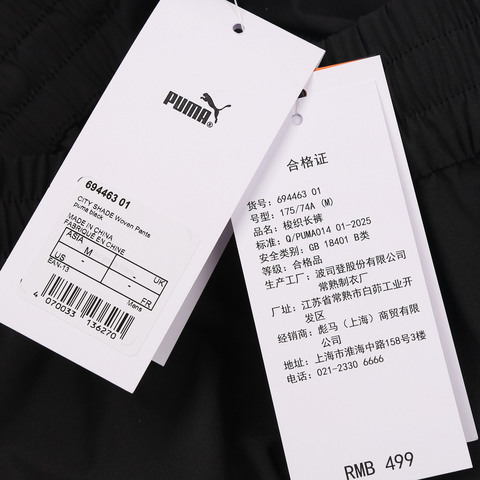 PUMA
694463 01
CITY SHADE Woven Pants
puma black
MADE IN CHINA
FABRIQUÉ EN CHINE
ASIA M - UK
US - - FR
EAN-13 Mens
4 070033 136270
合格证
货号: 694463 01
号型: 175/74A (M)
品名: 梭织长裤
标准: Q/PUMA014 01-2025
安全类别: GB 18401 B类
等级: 合格品
生产工厂: 波司登股份有限公司
常熟制衣厂
厂址: 江苏省常熟市白茆工业开
发区
经销商: 彪马（上海）商贸有限
公司
地址: 上海市淮海中路158号3楼
电话: 021-2330 6666
RMB 499